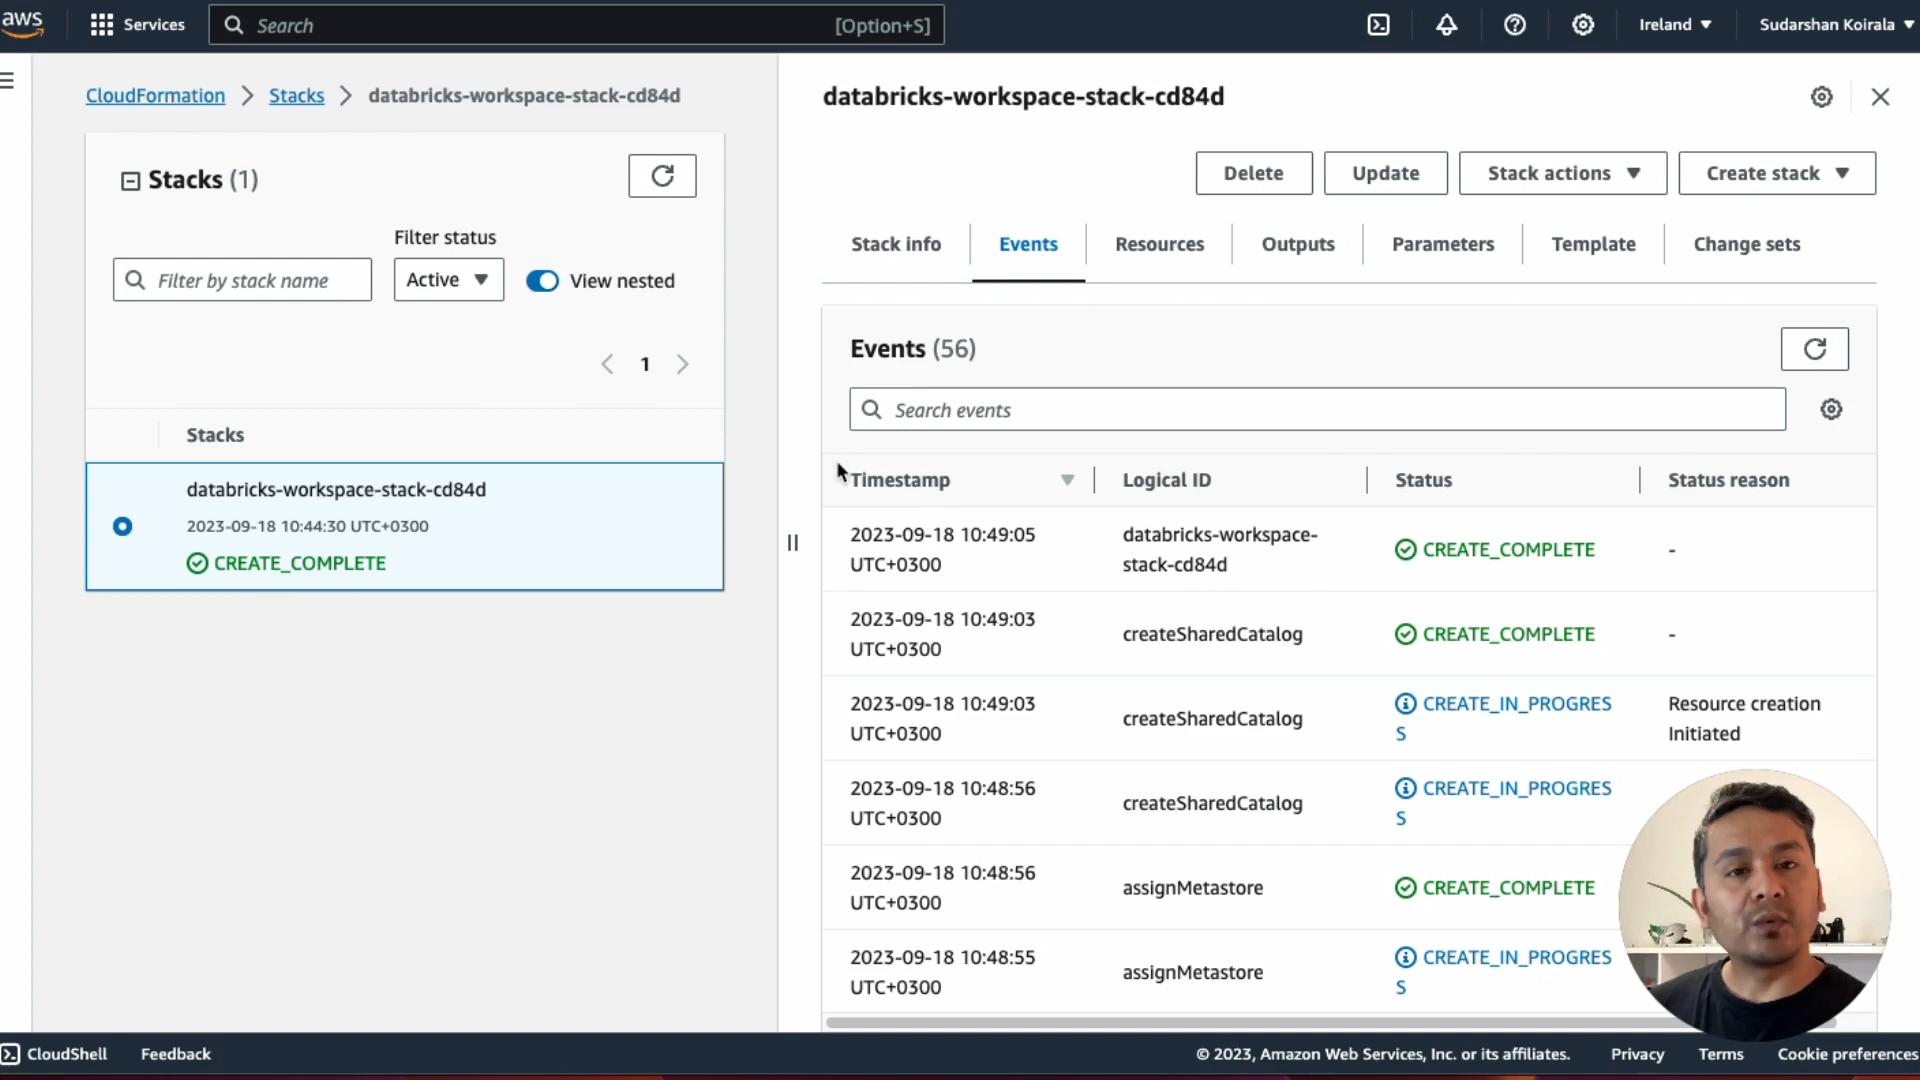 aws
Services
Search
[Option+S]
Ireland
Sudarshan Koirala
CloudFormation
Stacks
databricks-workspace-stack-cd84d
Stacks (1)
Filter status
Filter by stack name
Active
View nested
1
Stacks
databricks-workspace-stack-cd84d
2023-09-18 10:44:30 UTC+0300
CREATE_COMPLETE
databricks-workspace-stack-cd84d
Delete
Update
Stack actions
Create stack
Stack info
Events
Resources
Outputs
Parameters
Template
Change sets
Events (56)
Search events
Timestamp
Logical ID
Status
Status reason
2023-09-18 10:49:05
UTC+0300
databricks-workspace-
stack-cd84d
CREATE_COMPLETE
-
2023-09-18 10:49:03
UTC+0300
createSharedCatalog
CREATE_COMPLETE
-
2023-09-18 10:49:03
UTC+0300
createSharedCatalog
CREATE_IN_PROGRES
S
Resource creation
Initiated
2023-09-18 10:48:56
UTC+0300
createSharedCatalog
CREATE_IN_PROGRES
S
2023-09-18 10:48:56
UTC+0300
assignMetastore
CREATE_COMPLETE
2023-09-18 10:48:55
UTC+0300
assignMetastore
CREATE_IN_PROGRES
S
CloudShell
Feedback
© 2023, Amazon Web Services, Inc. or its affiliates.
Privacy
Terms
Cookie preferences